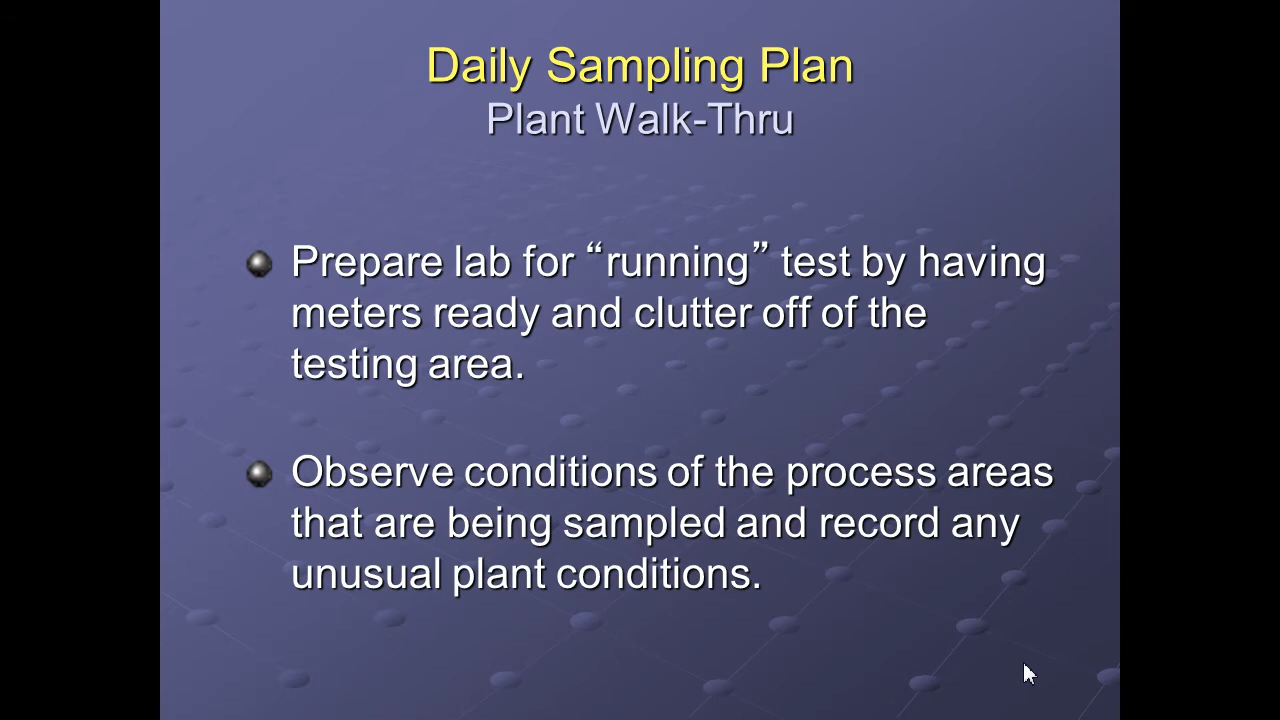 Daily Sampling Plan
Plant Walk-Thru
Prepare lab for “running” test by having
meters ready and clutter off of the
testing area.
Observe conditions of the process areas
that are being sampled and record any
unusual plant conditions.